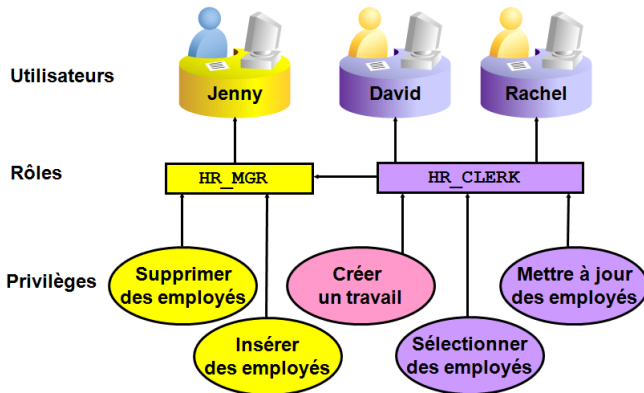 Utilisateurs
Jenny
David
Rachel
Rôles
HR_MGR
HR_CLERK
Privilèges
Supprimer
des employés
Créer
un travail
Mettre à jour
des employés
Insérer
des employés
Sélectionner
des employés